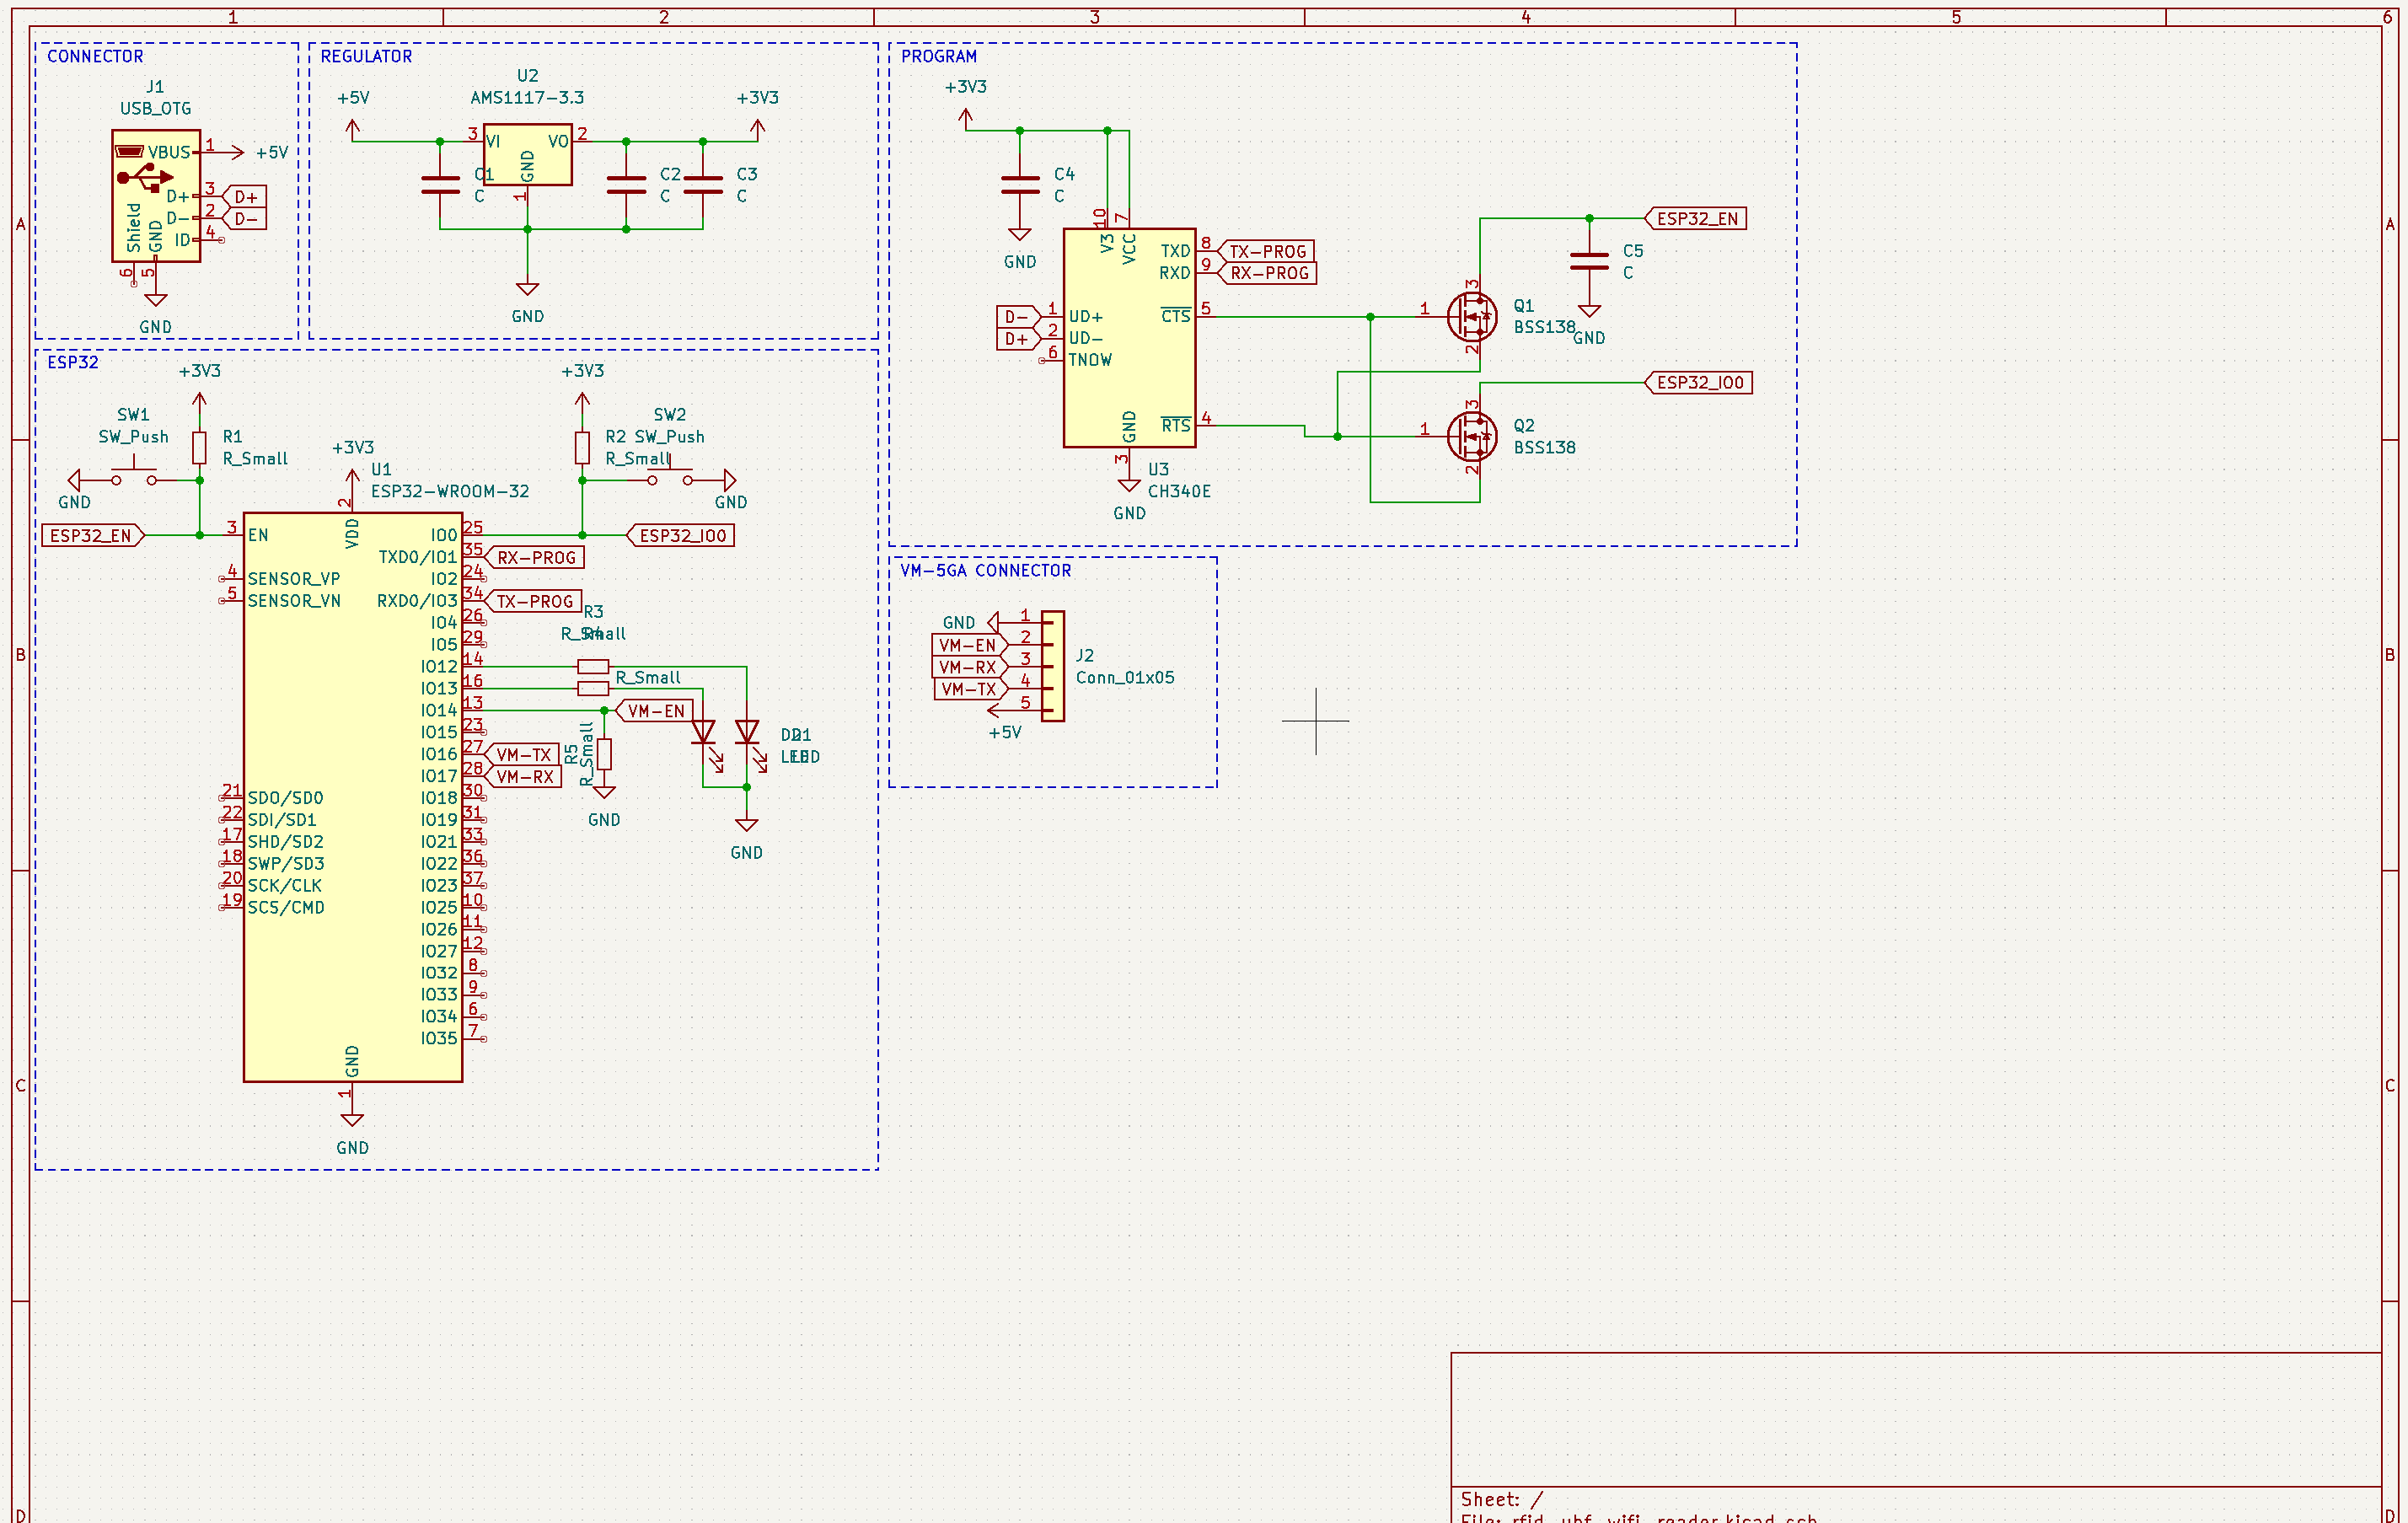 1 2 3 4 5 6
CONNECTOR
J1
USB_OTG
VBUS 1 +5V
D+ 3 D+
D- 2 D-
ID 4
Shield GND
6 5
GND
REGULATOR
U2
AMS1117-3.3
+5V
+3V3
3 VI VO 2
GND
1
C1
C
C2
C
C3
C
GND
PROGRAM
+3V3
C4
C
GND
10 7
V3 VCC
TXD 8 TX-PROG
RXD 9 RX-PROG
D- 1 UD+
D+ 2 UD-
6 TNOW
CTS 5
RTS 4
GND
3
U3
CH340E
GND
ESP32_EN
C5
C
GND
3
1
2
Q1
BSS138
ESP32_IO0
3
1
2
Q2
BSS138
A
A
ESP32
+3V3
SW1
SW_Push
R1
R_Small
GND
+3V3
U1
ESP32-WROOM-32
2
VDD
+3V3
R2
R_Small
SW2
SW_Push
GND
ESP32_EN 3 EN
4 SENSOR_VP
5 SENSOR_VN
21 SDO/SD0
22 SDI/SD1
17 SHD/SD2
18 SWP/SD3
20 SCK/CLK
19 SCS/CMD
IO0 25 ESP32_IO0
TXD0/IO1 35 RX-PROG
IO2 24
RXD0/IO3 34 TX-PROG
IO4 26
IO5 29
IO12 14
IO13 16
IO14 13 VM-EN
IO15 23
IO16 27 VM-TX
IO17 28 VM-RX
IO18 30
IO19 31
IO21 33
IO22 36
IO23 37
IO25 10
IO26 11
IO27 12
IO32 8
IO33 9
IO34 6
IO35 7
R3
R_Small
R4
R_Small
R5
R_Small
GND
D2
LED
D1
LED
GND
GND
1
GND
B
B
VM-5GA CONNECTOR
GND 1
VM-EN 2
VM-RX 3
VM-TX 4
5
+5V
J2
Conn_01x05
C
C
D
D
Sheet: /
File: rfid_uhf_wifi_reader.kicad_sch